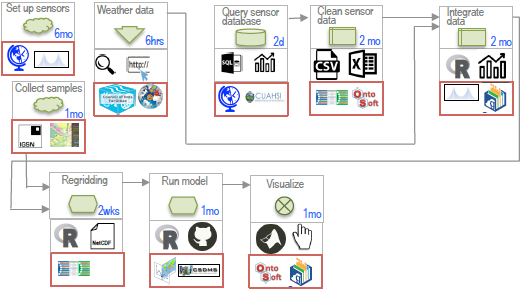 Set up sensors
6mo
Weather data
6hrs
http://
Query sensor
database
2d
SQL
CUAHSI
Clean sensor
data
2 mo
CSV
X
Onto
Soft
Integrate
data
2 mo
R
Collect samples
1mo
IGSN
Regridding
2wks
R
NetCDF
Run model
1mo
R
CSDMS
Visualize
1mo
Onto
Soft